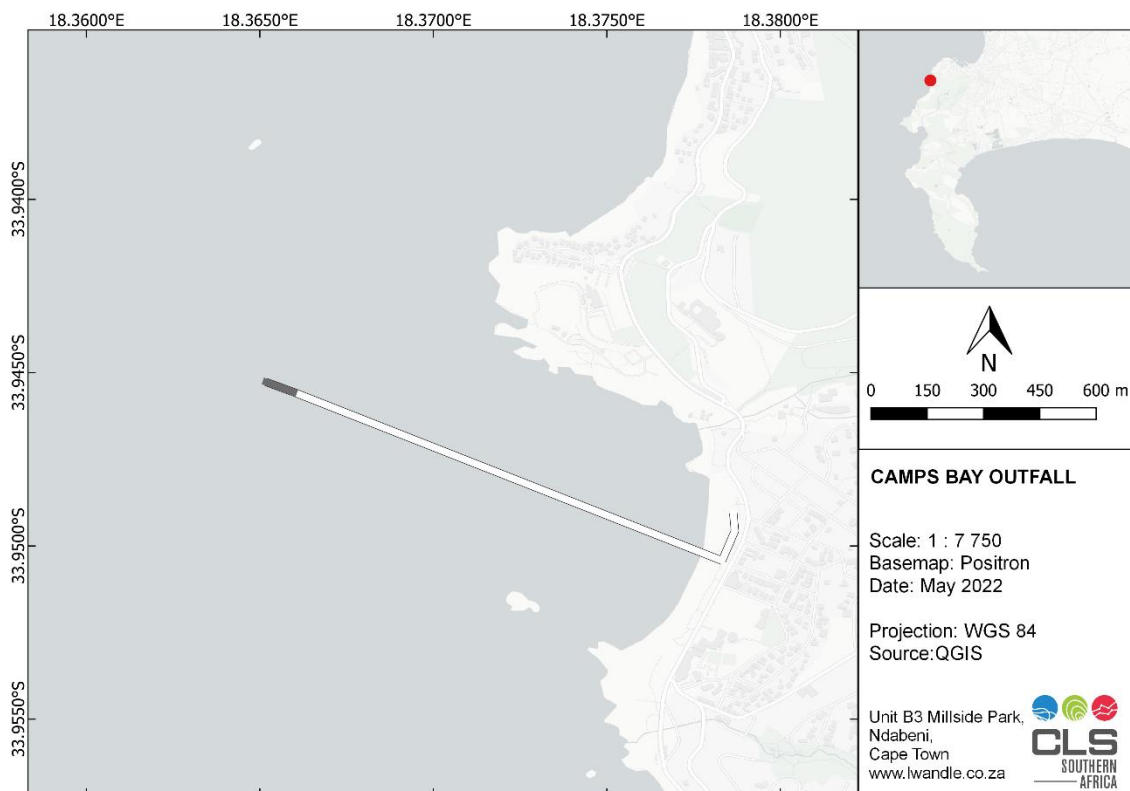 18.3600°E 18.3650°E 18.3700°E 18.3750°E 18.3800°E
33.9400°S
33.9450°S
33.9500°S
33.9550°S
N
0 150 300 450 600 m
CAMPS BAY OUTFALL
Scale: 1 : 7 750
Basemap: Positron
Date: May 2022
Projection: WGS 84
Source:QGIS
Unit B3 Millside Park,
Ndabeni,
Cape Town
www.lwandle.co.za
CLS
SOUTHERN
AFRICA